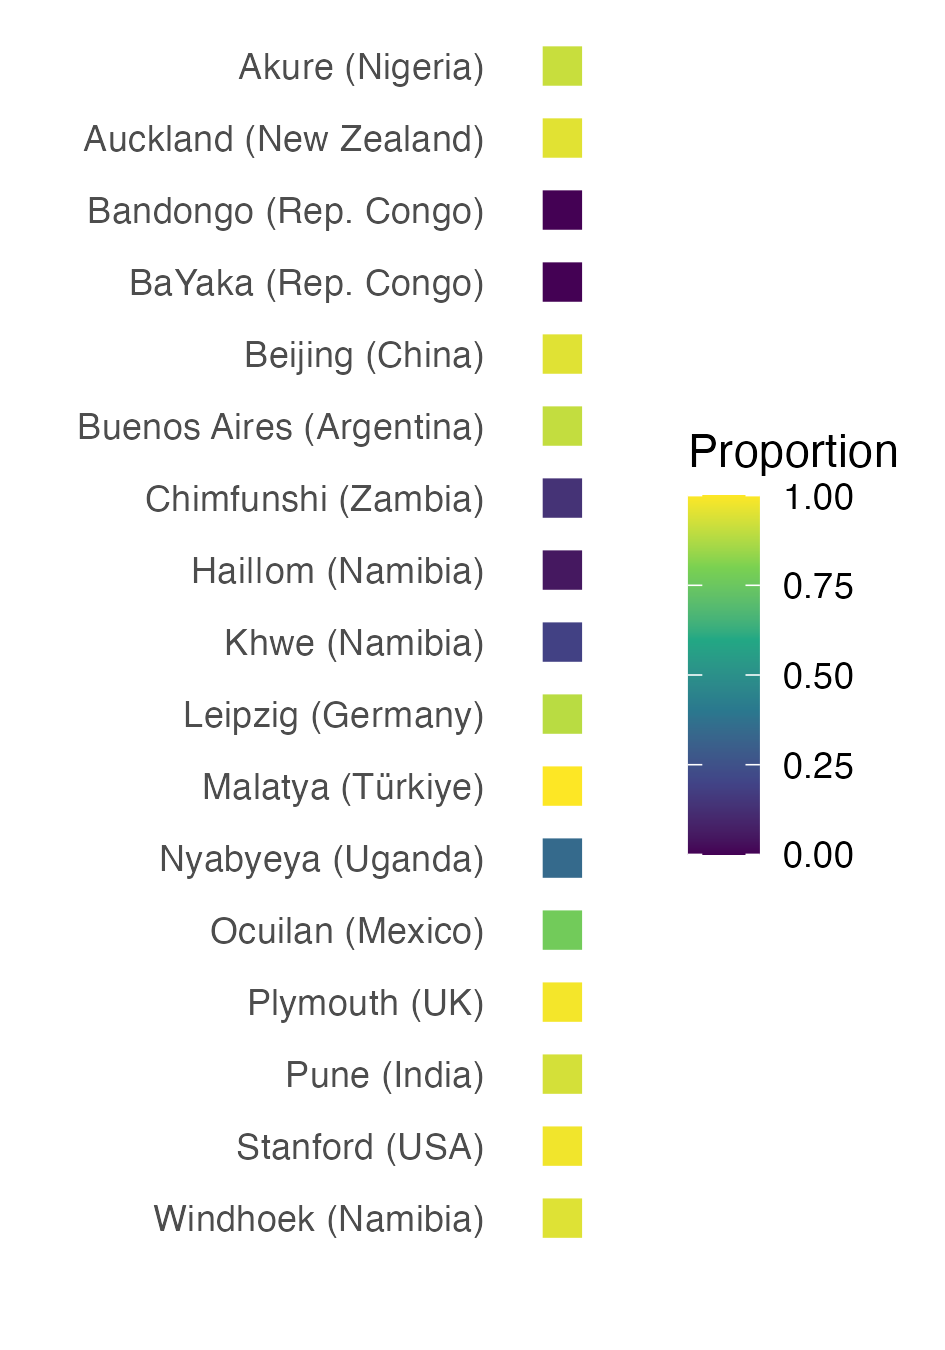 Akure (Nigeria)
Auckland (New Zealand)
Bandongo (Rep. Congo)
BaYaka (Rep. Congo)
Beijing (China)
Buenos Aires (Argentina)
Chimfunshi (Zambia)
Haillom (Namibia)
Khwe (Namibia)
Leipzig (Germany)
Malatya (Türkiye)
Nyabyeya (Uganda)
Ocuilan (Mexico)
Plymouth (UK)
Pune (India)
Stanford (USA)
Windhoek (Namibia)
Proportion
1.00
0.75
0.50
0.25
0.00